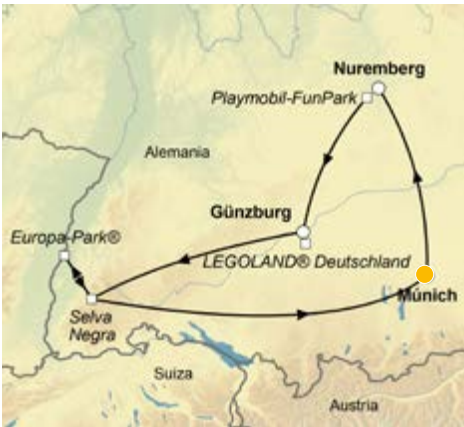 Nuremberg
Playmobil-FunPark
Alemania
Günzburg
Europa-Park®
LEGOLAND® Deutschland
Múnich
Selva
Negra
Suiza
Austria